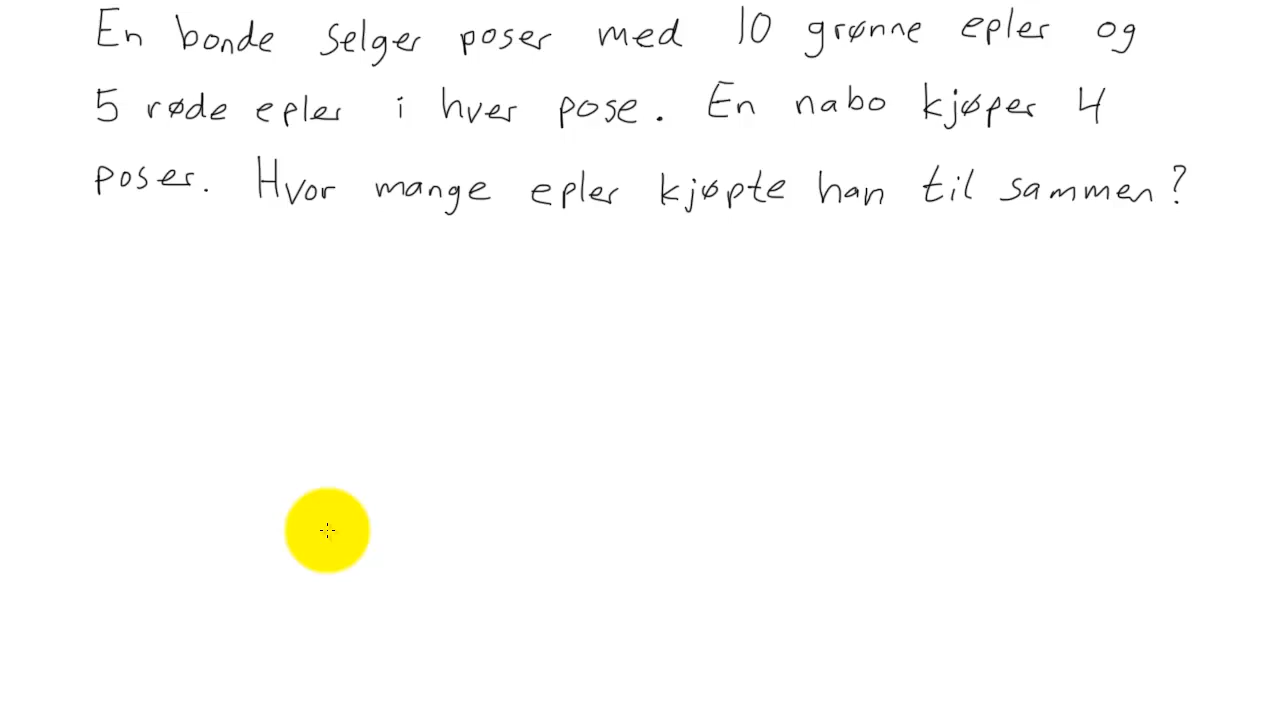 En bonde selger poser med 10 grønne epler og
5 røde epler i hver pose. En nabo kjøper 4
poser. Hvor mange epler kjøpte han til sammen?